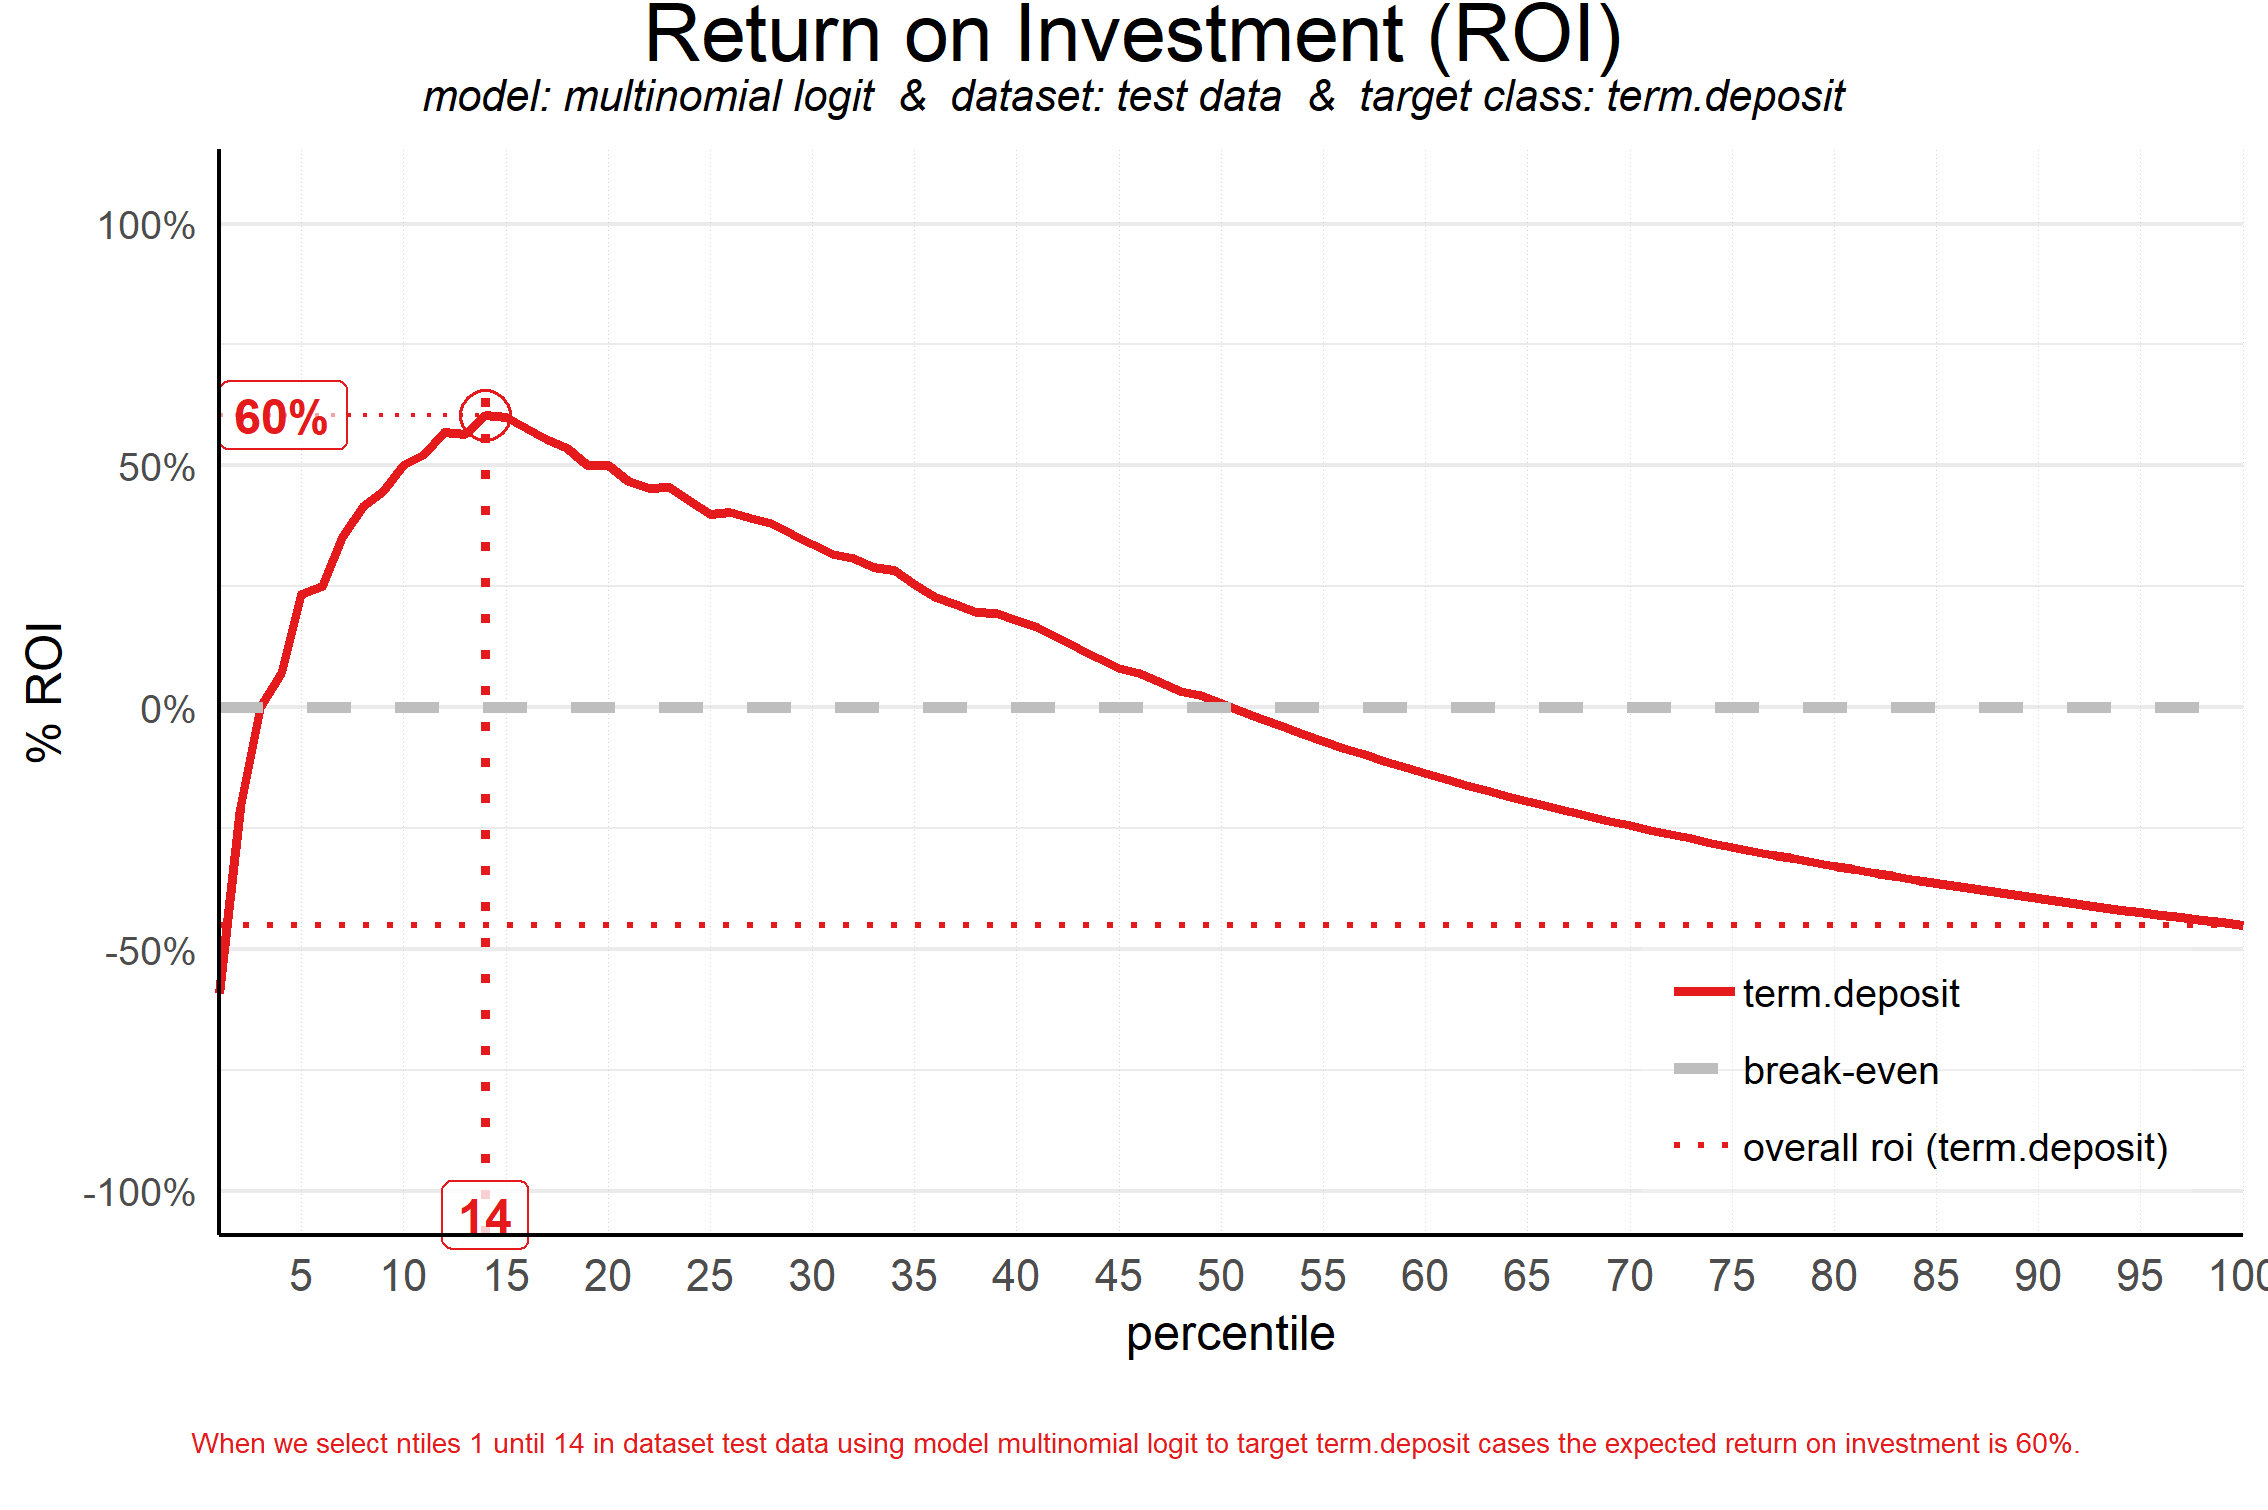 Return on Investment (ROI)
model: multinomial logit & dataset: test data & target class: term.deposit
100%
60%
50%
0%
-50%
-100%
% ROI
term.deposit
break-even
overall roi (term.deposit)
14
5 10 15 20 25 30 35 40 45 50 55 60 65 70 75 80 85 90 95 100
percentile
When we select ntiles 1 until 14 in dataset test data using model multinomial logit to target term.deposit cases the expected return on investment is 60%.